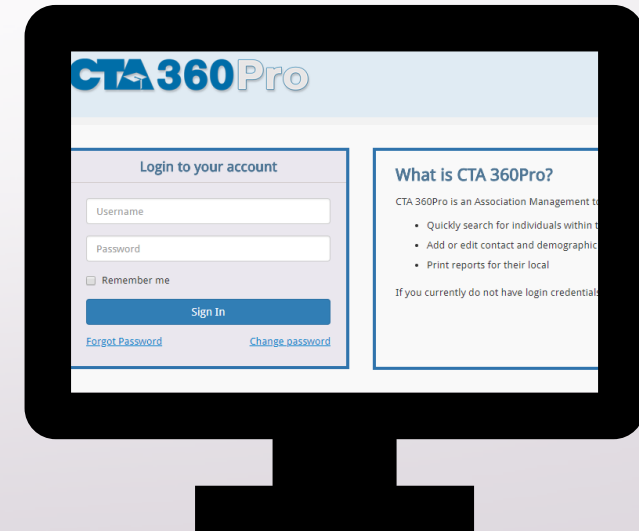 CTA 360Pro
Login to your account
Username
Password
Remember me
Sign In
Forgot Password Change password
What is CTA 360Pro?
CTA 360Pro is an Association Management
Quickly search for individuals within
Add or edit contact and demographic
Print reports for their local
If you currently do not have login credentials